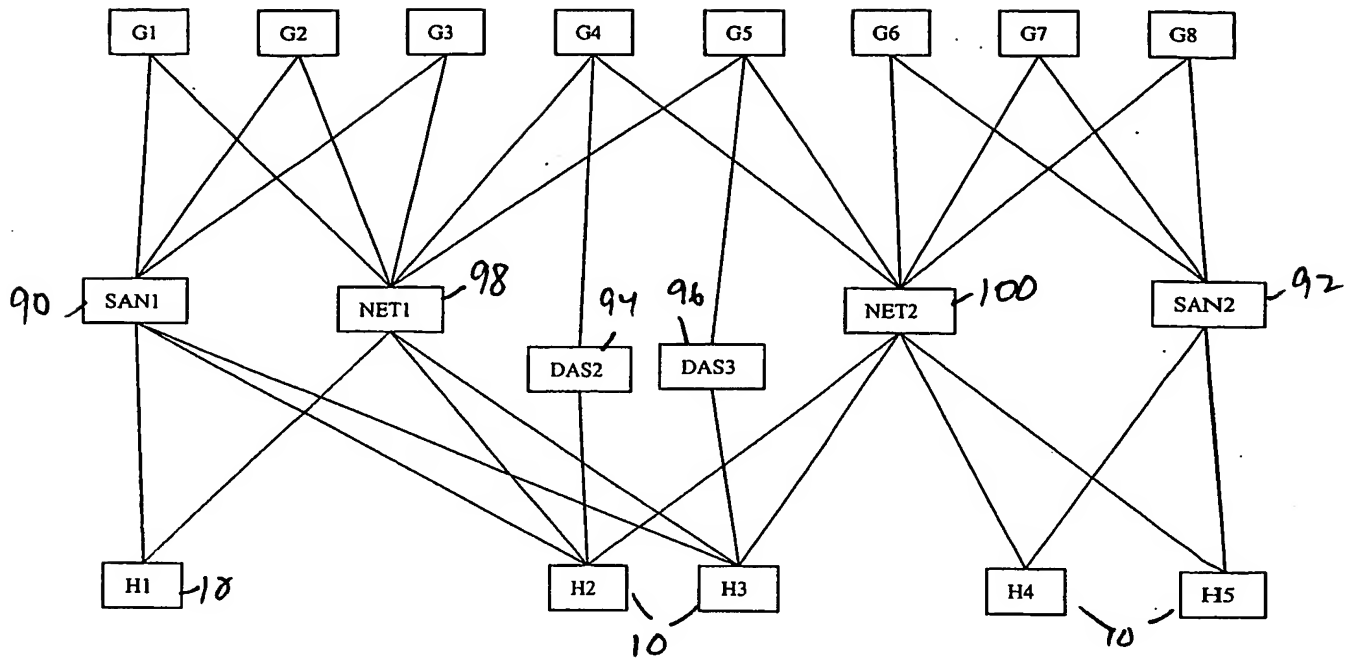 G1 G2 G3 G4 G5 G6 G7 G8
90 SAN1 NET1 98 NET2 100 SAN2 92
94 96
DAS2 DAS3
H1 10 H2 H3 H4 H5
10 10